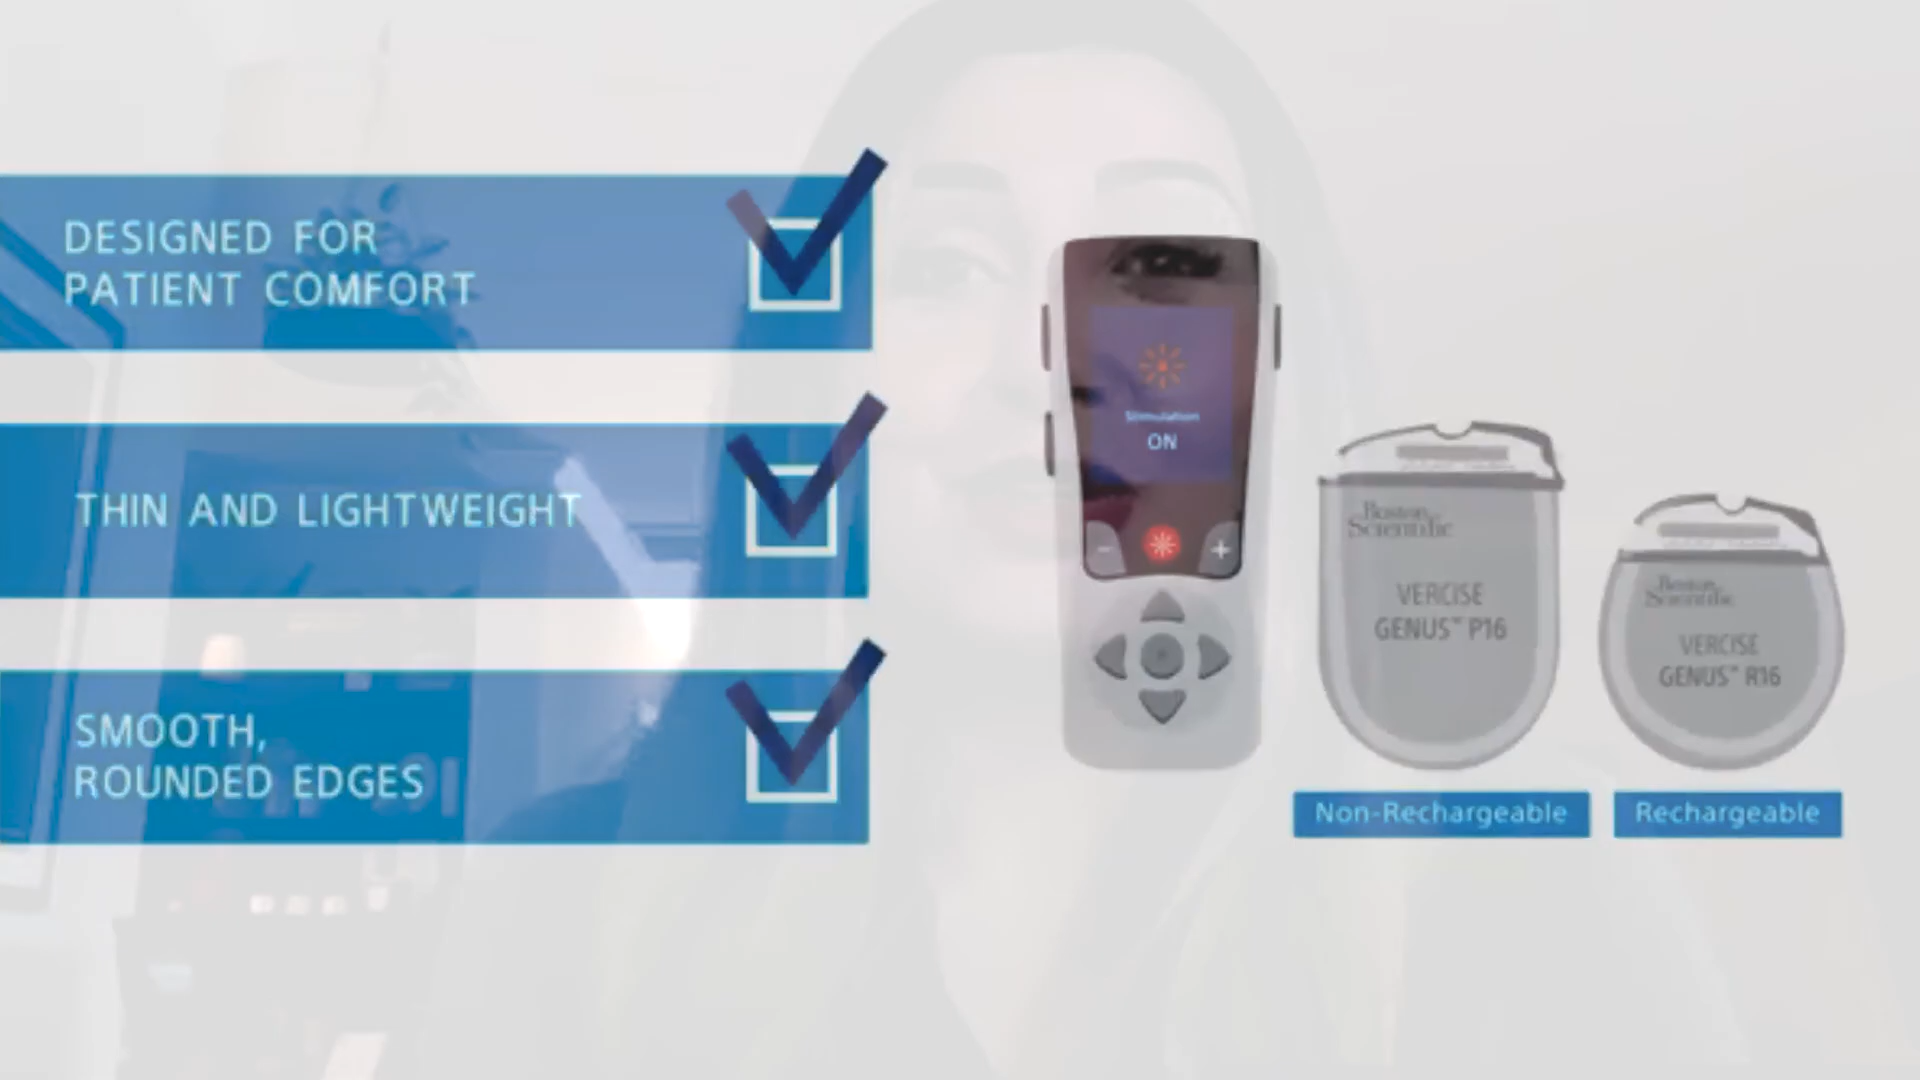 DESIGNED FOR
PATIENT COMFORT
THIN AND LIGHTWEIGHT
SMOOTH,
ROUNDED EDGES
Stimulation
ON
Boston
Scientific
VERCISE
GENUS™ P16
Non-Rechargeable
Boston
Scientific
VERCISE
GENUS™ R16
Rechargeable